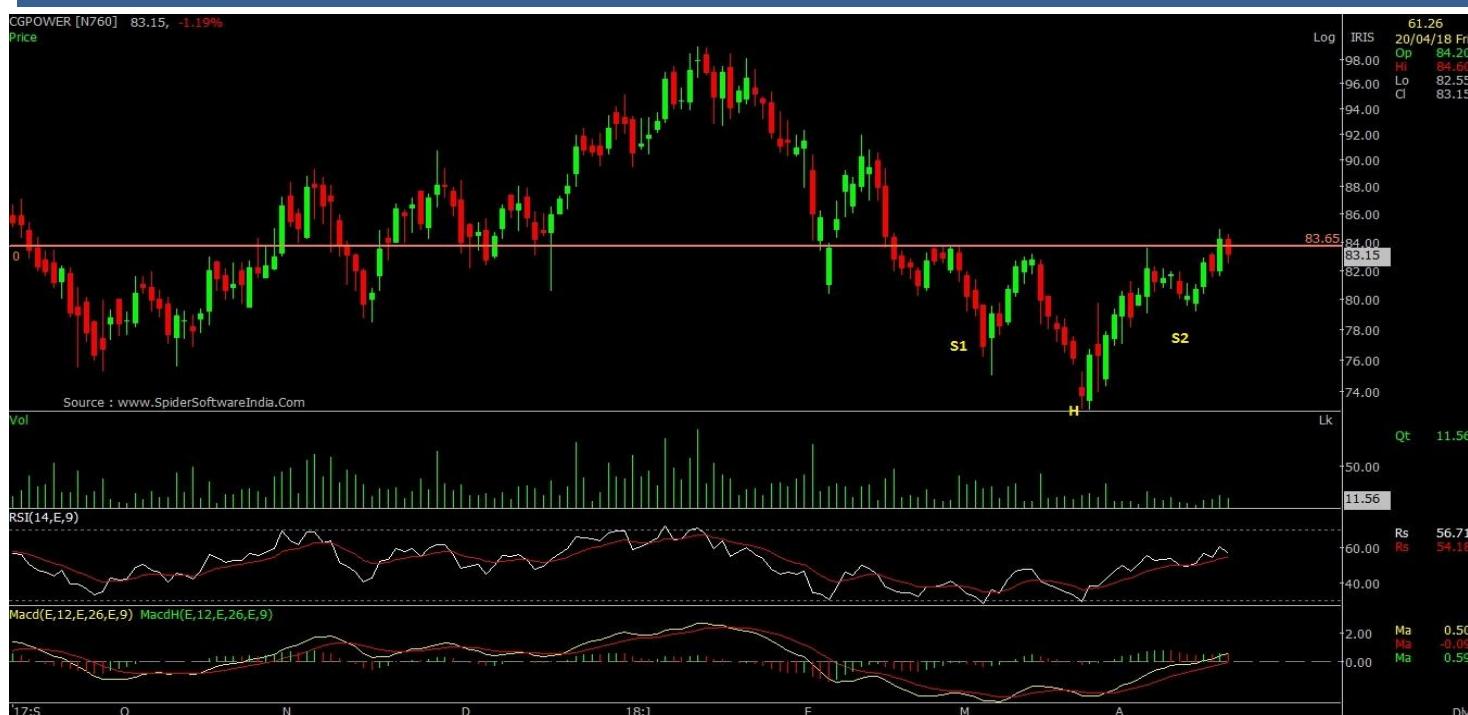 CGPOWER [N760] 83.15, -1.19%
Price
Log IRIS
61.26
20/04/18 Fri
Op 84.20
Hi 84.60
Lo 82.55
Cl 83.15
98.00
96.00
94.00
92.00
90.00
88.00
86.00
83.65
84.00
0
83.15
82.00
80.00
78.00
S1
S2
76.00
74.00
Source : www.SpiderSoftwareIndia.Com
H
Vol
Lk
Qt 11.56
50.00
11.56
RSI(14,E,9)
Rs 56.71
60.00
Rs 54.18
40.00
Macd(E,12,E,26,E,9) MacdH(E,12,E,26,E,9)
2.00
Ma 0.50
Ma -0.09
0.00
Ma 0.59
'17:S O N D 18:J F M A